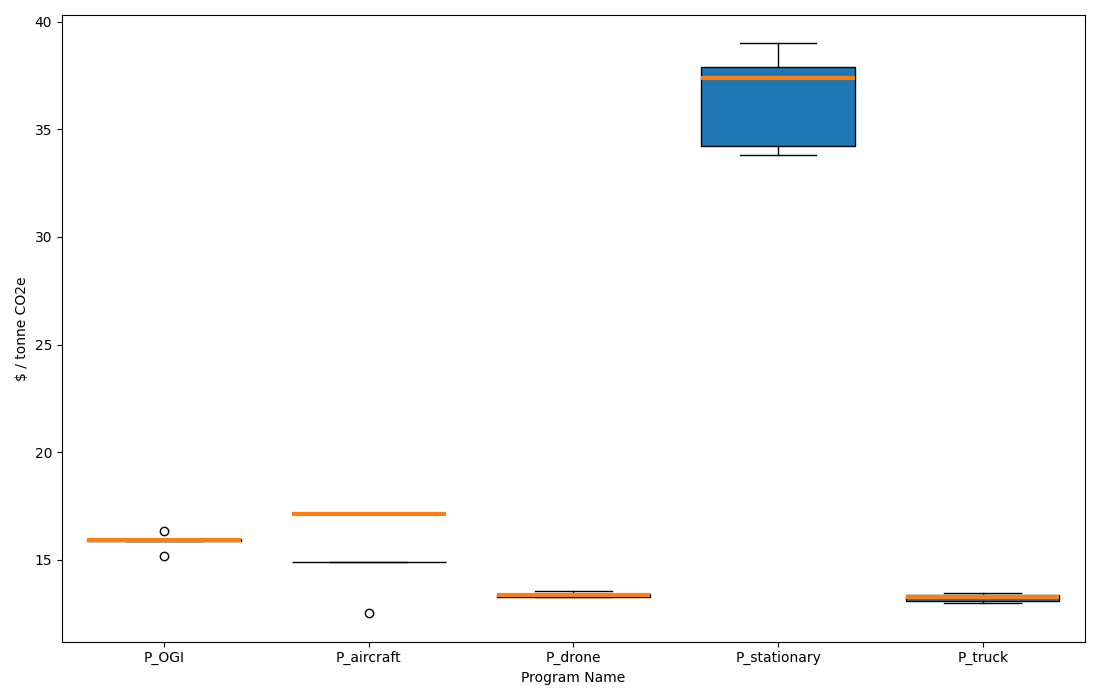 40
35
30
25
20
15
$ / tonne CO2e
P_OGI P_aircraft P_drone P_stationary P_truck
Program Name